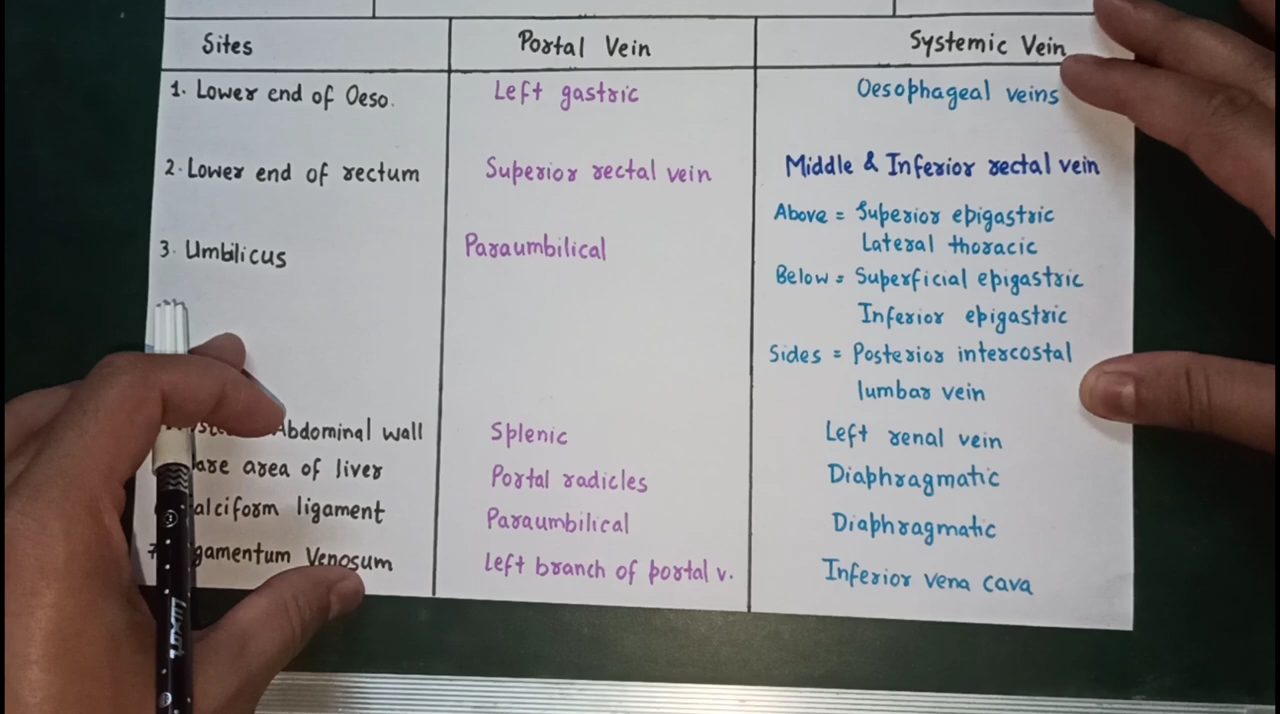 Sites Portal Vein Systemic Vein
1. Lower end of Oeso. Left gastric Oesophageal veins
2. Lower end of rectum Superior rectal vein Middle & Inferior rectal vein
3. Umbilicus Paraumbilical Above = Superior epigastric
Lateral thoracic
Below = Superficial epigastric
Inferior epigastric
Sides = Posterior intercostal
lumbar vein
Abdominal wall Splenic Left renal vein
are area of liver Portal radicles Diaphragmatic
alciform ligament Paraumbilical Diaphragmatic
7 gamentum Venosum Left branch of portal v. Inferior vena cava